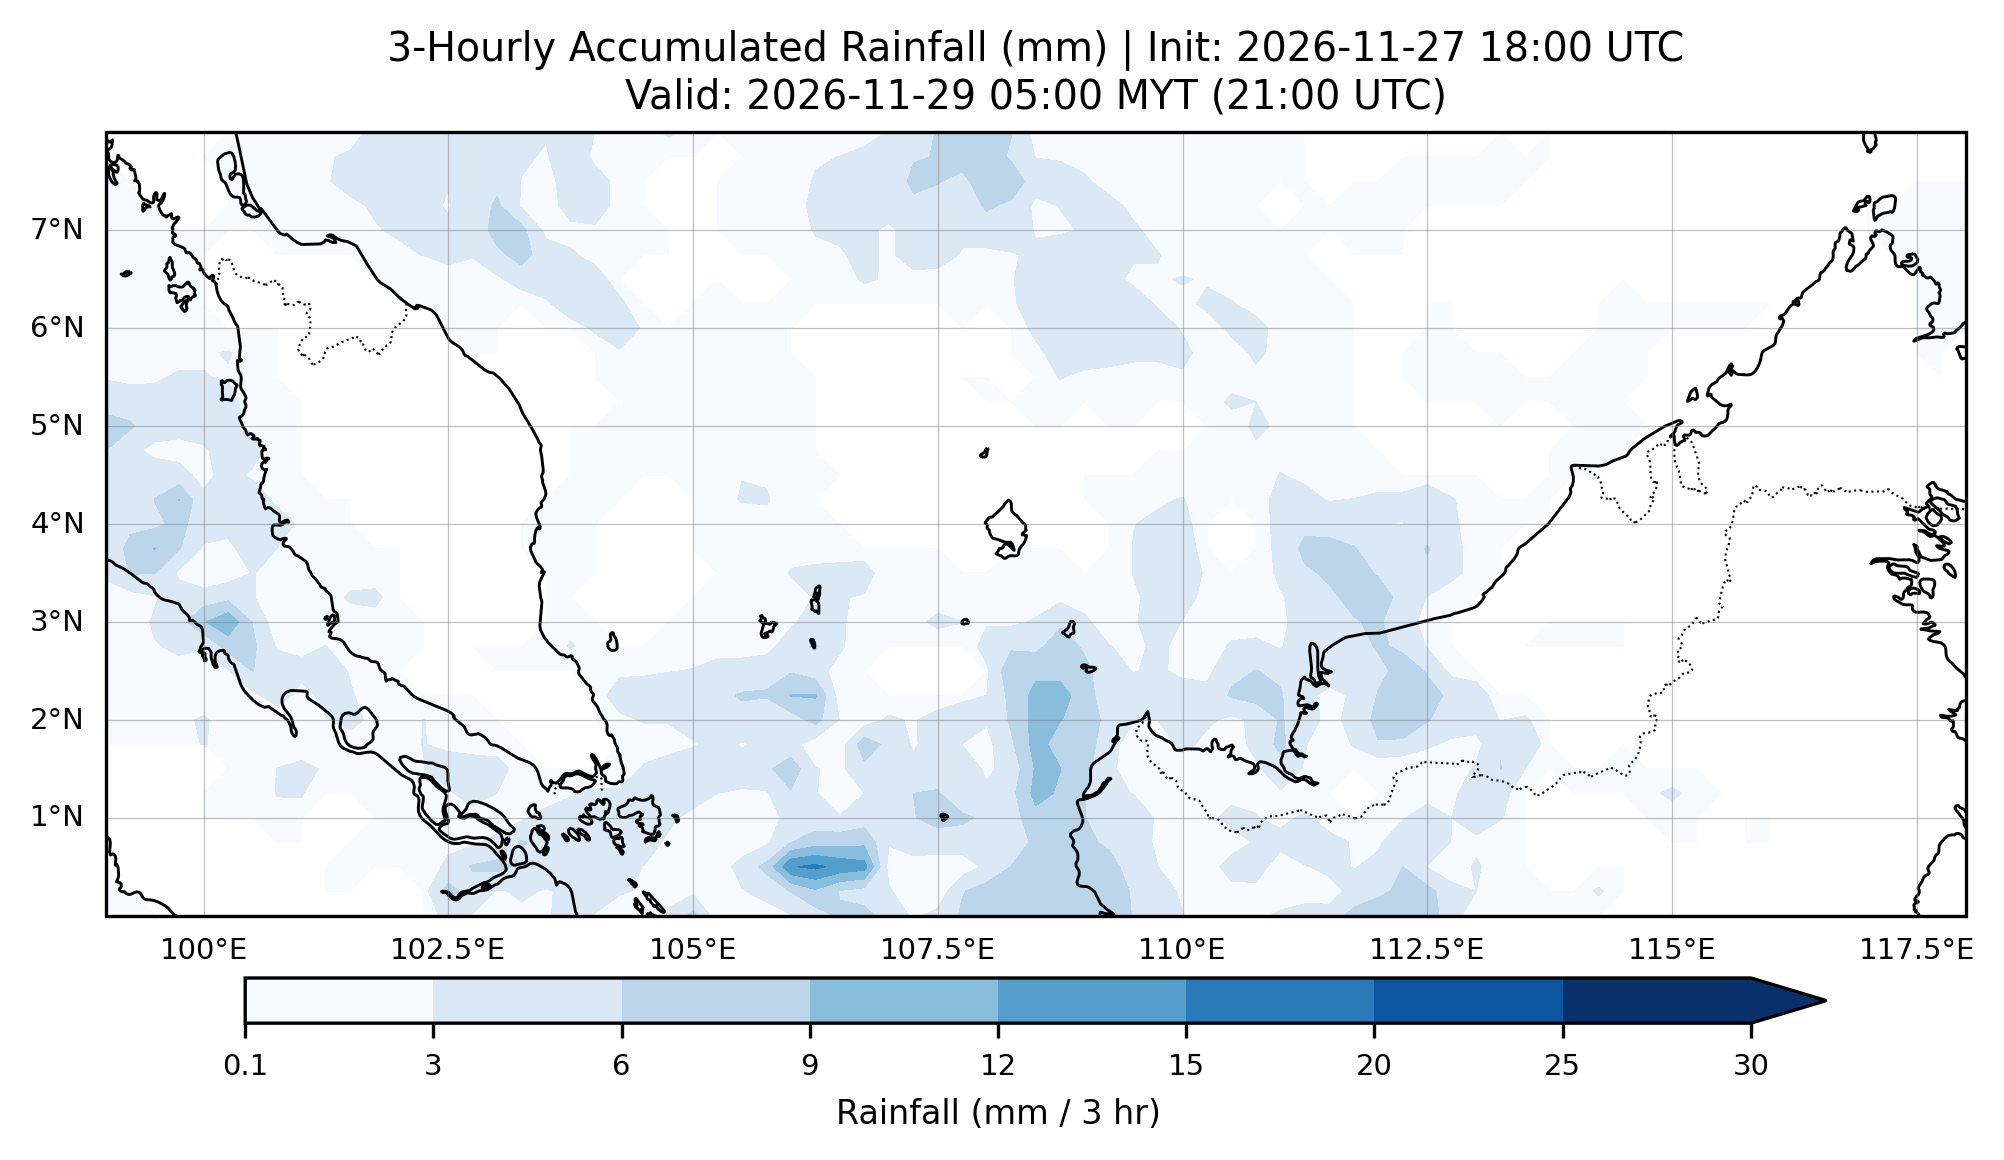 3-Hourly Accumulated Rainfall (mm) | Init: 2026-11-27 18:00 UTC
Valid: 2026-11-29 05:00 MYT (21:00 UTC)
7°N
6°N
5°N
4°N
3°N
2°N
1°N
100°E 102.5°E 105°E 107.5°E 110°E 112.5°E 115°E 117.5°E
0.1 3 6 9 12 15 20 25 30
Rainfall (mm / 3 hr)